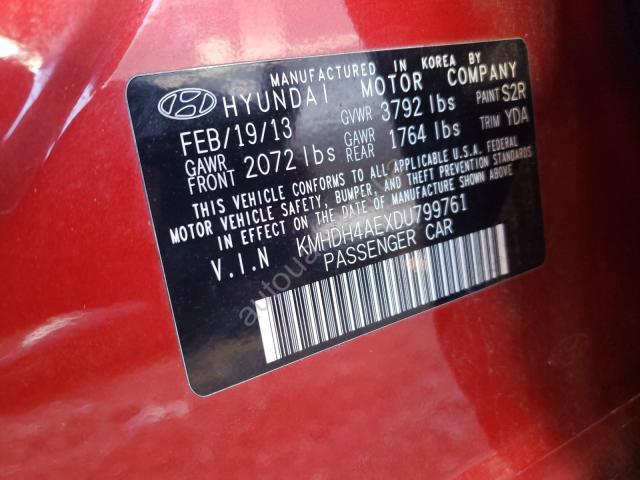 MANUFACTURED IN KOREA BY
HYUNDAI MOTOR COMPANY
FEB/19/13 GVWR 3792 lbs PAINT S2R
GAWR FRONT 2072 lbs GAWR REAR 1764 lbs TRIM YDA
THIS VEHICLE CONFORMS TO ALL APPLICABLE U.S.A. FEDERAL
MOTOR VEHICLE SAFETY, BUMPER, AND THEFT PREVENTION STANDARDS
IN EFFECT ON THE DATE OF MANUFACTURE SHOWN ABOVE.
V.I.N KMHDH4AEXDU799761
PASSENGER CAR